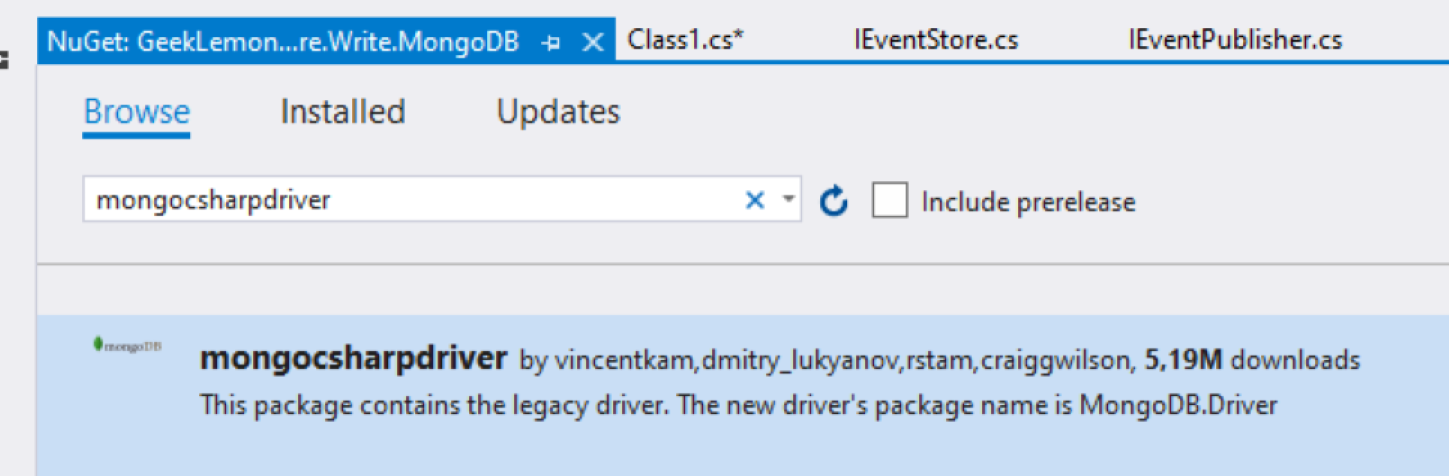 NuGet: GeekLemon...re.Write.MongoDB Class1.cs* IEventStore.cs IEventPublisher.cs
Browse Installed Updates
mongocsharpdriver Include prerelease
mongoDB
mongocsharpdriver by vincentkam,dmitry_lukyanov,rstam,craiggwilson, 5,19M downloads
This package contains the legacy driver. The new driver's package name is MongoDB.Driver